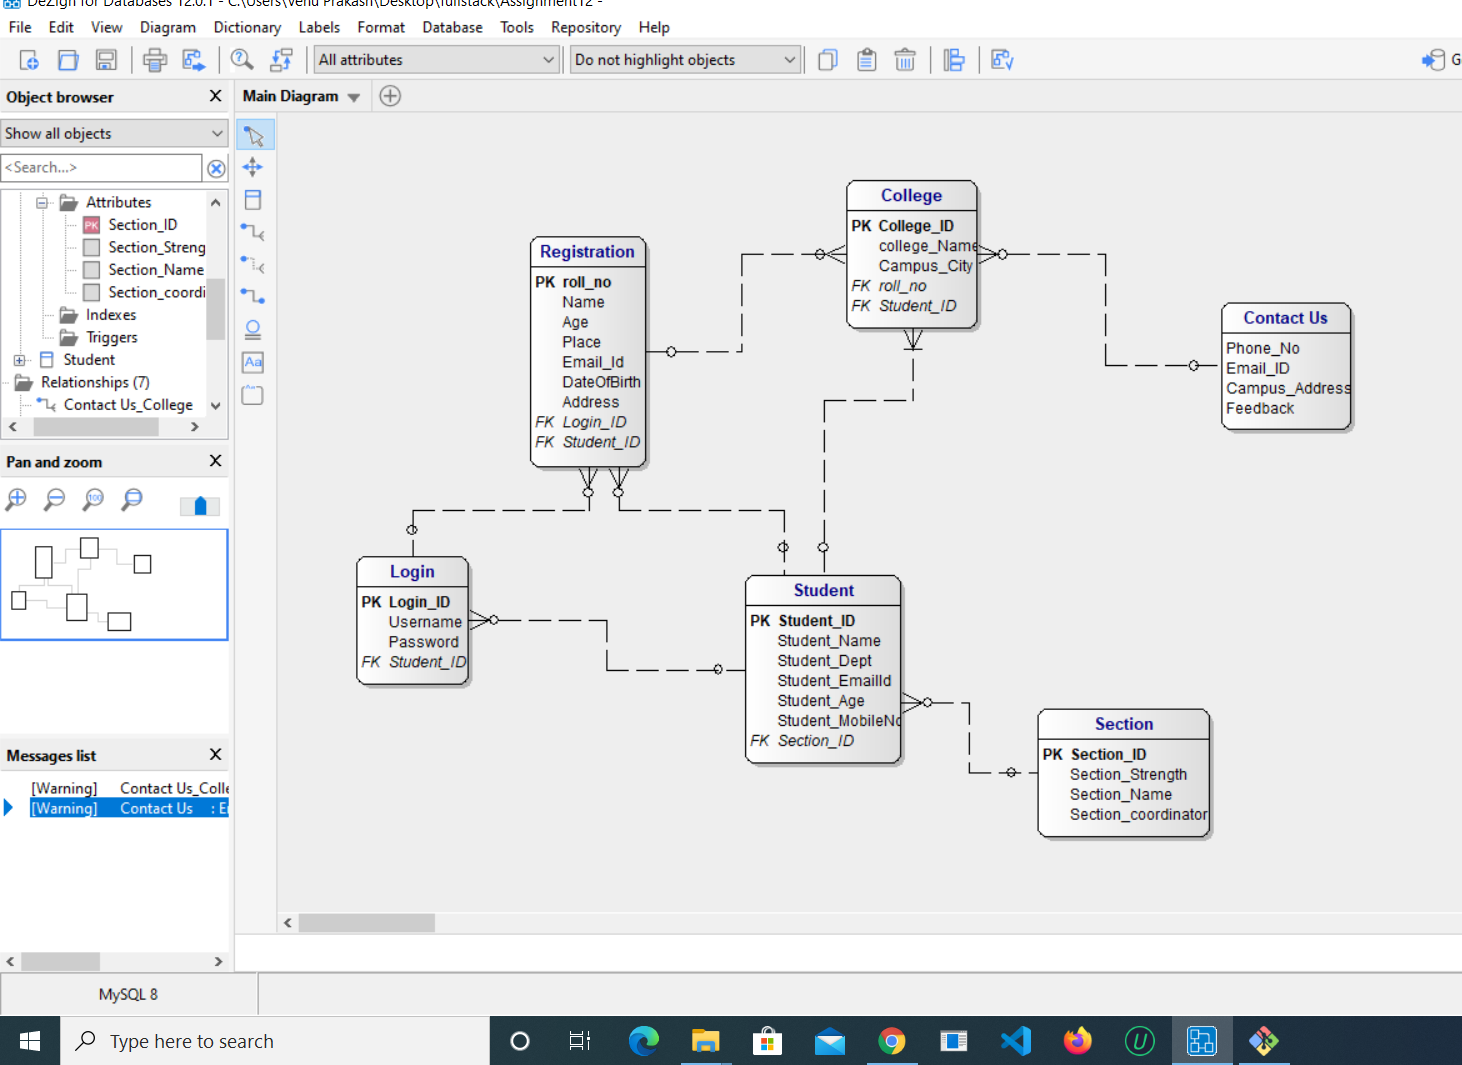 DeZign for Databases 12.0.1 - C:\Users\Venu Prakash\Desktop\fullstack\Assignment12 -
File Edit View Diagram Dictionary Labels Format Database Tools Repository Help
All attributes
Do not highlight objects
G
Object browser
Show all objects
<Search...>
Attributes
PK Section_ID
Section_Streng
Section_Name
Section_coordi
Indexes
Triggers
Student
Relationships (7)
Contact Us_College
Pan and zoom
100
Messages list
[Warning] Contact Us_Colle
[Warning] Contact Us : E
Main Diagram
Aa
College
PK College_ID
college_Name
Campus_City
FK roll_no
FK Student_ID
Registration
PK roll_no
Name
Age
Place
Email_Id
DateOfBirth
Address
FK Login_ID
FK Student_ID
Contact Us
Phone_No
Email_ID
Campus_Address
Feedback
Login
PK Login_ID
Username
Password
FK Student_ID
Student
PK Student_ID
Student_Name
Student_Dept
Student_EmailId
Student_Age
Student_MobileNo
FK Section_ID
Section
PK Section_ID
Section_Strength
Section_Name
Section_coordinator
MySQL 8
Type here to search
U